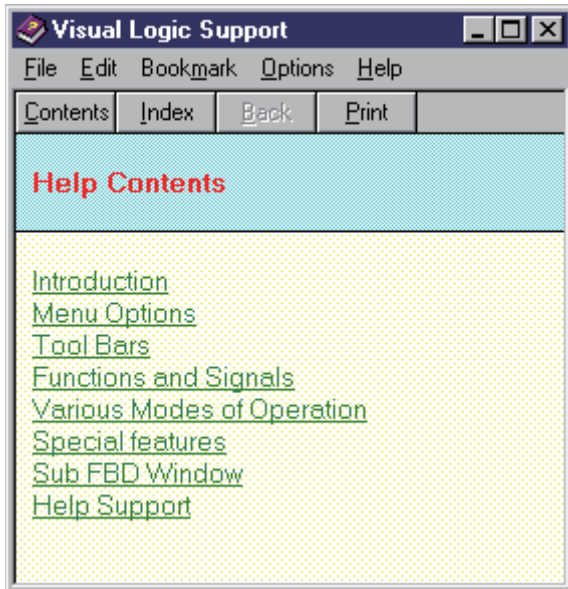 Visual Logic Support
File Edit Bookmark Options Help
Contents Index Back Print
Help Contents
Introduction
Menu Options
Tool Bars
Functions and Signals
Various Modes of Operation
Special features
Sub FBD Window
Help Support